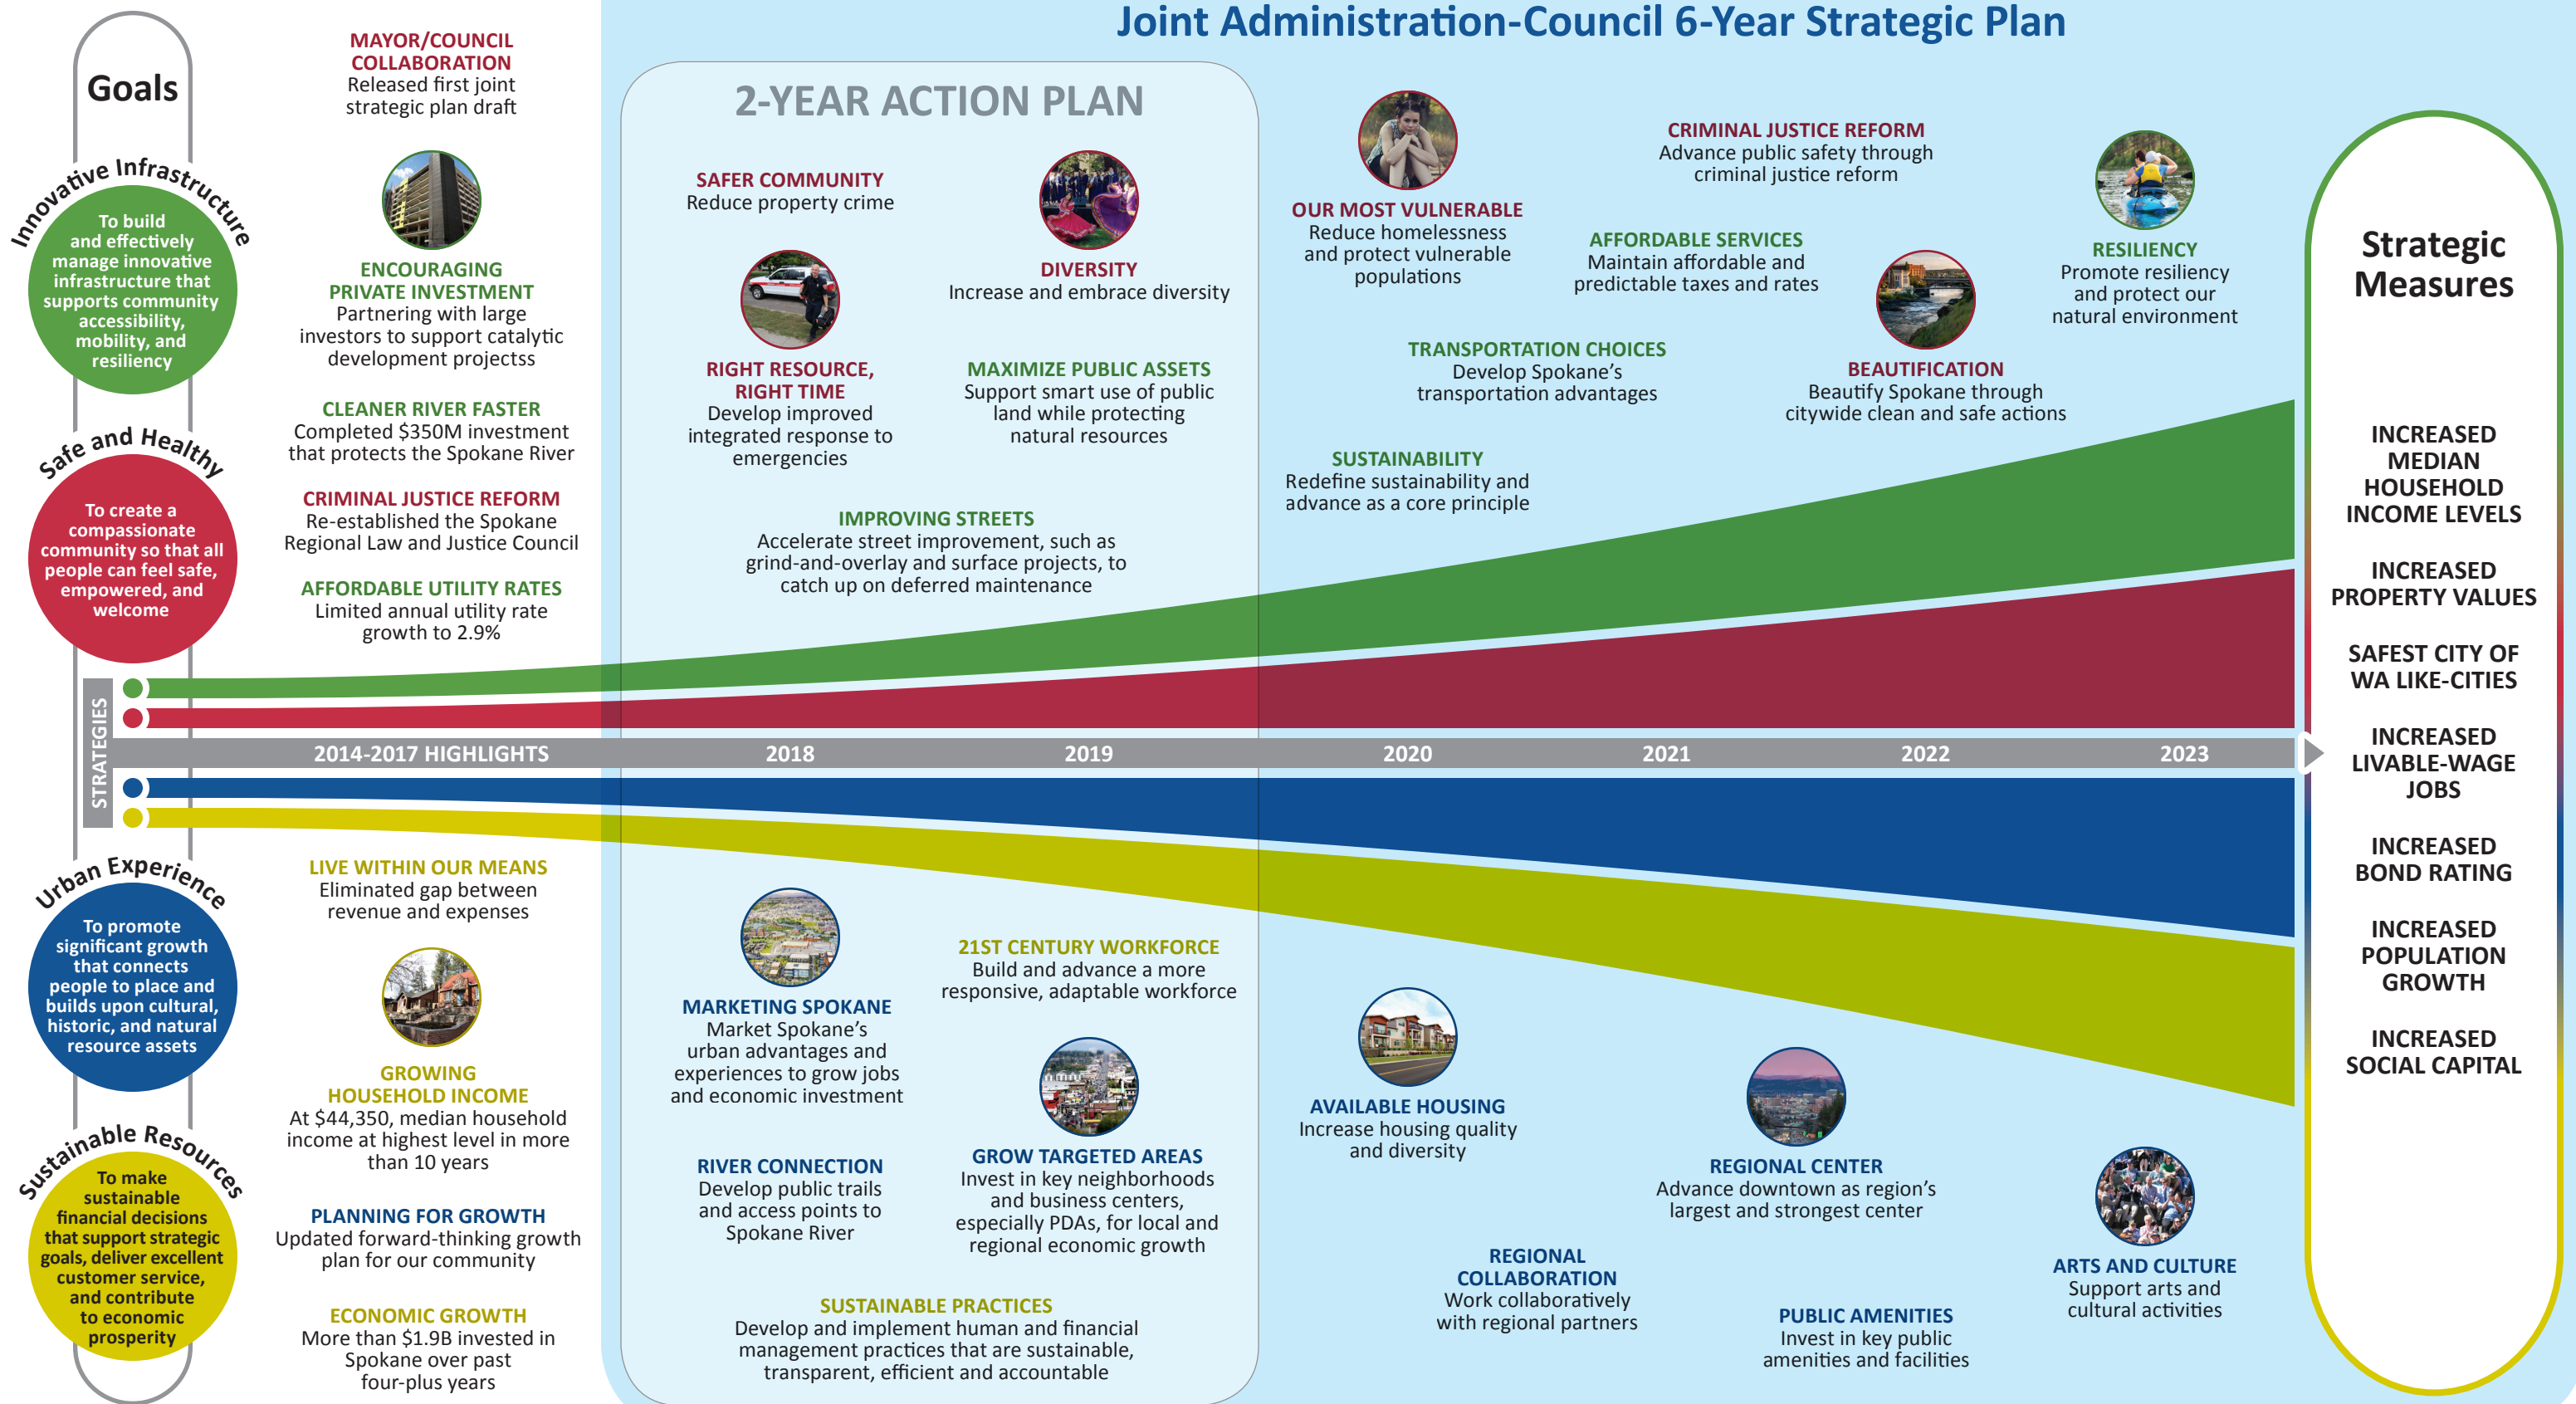 Joint Administration-Council 6-Year Strategic Plan
Goals
Innovative Infrastructure
To build
and effectively
manage innovative
infrastructure that
supports community
accessibility,
mobility, and
resiliency
Safe and Healthy
To create a
compassionate
community so that all
people can feel safe,
empowered, and
welcome
STRATEGIES
Urban Experience
To promote
significant growth
that connects
people to place and
builds upon cultural,
historic, and natural
resource assets
Sustainable Resources
To make
sustainable
financial decisions
that support strategic
goals, deliver excellent
customer service,
and contribute
to economic
prosperity
MAYOR/COUNCIL
COLLABORATION
Released first joint
strategic plan draft
ENCOURAGING
PRIVATE INVESTMENT
Partnering with large
investors to support catalytic
development projectss
CLEANER RIVER FASTER
Completed $350M investment
that protects the Spokane River
CRIMINAL JUSTICE REFORM
Re-established the Spokane
Regional Law and Justice Council
AFFORDABLE UTILITY RATES
Limited annual utility rate
growth to 2.9%
2-YEAR ACTION PLAN
SAFER COMMUNITY
Reduce property crime
RIGHT RESOURCE,
RIGHT TIME
Develop improved
integrated response to
emergencies
DIVERSITY
Increase and embrace diversity
MAXIMIZE PUBLIC ASSETS
Support smart use of public
land while protecting
natural resources
IMPROVING STREETS
Accelerate street improvement, such as
grind-and-overlay and surface projects, to
catch up on deferred maintenance
OUR MOST VULNERABLE
Reduce homelessness
and protect vulnerable
populations
CRIMINAL JUSTICE REFORM
Advance public safety through
criminal justice reform
AFFORDABLE SERVICES
Maintain affordable and
predictable taxes and rates
TRANSPORTATION CHOICES
Develop Spokane's
transportation advantages
SUSTAINABILITY
Redefine sustainability and
advance as a core principle
BEAUTIFICATION
Beautify Spokane through
citywide clean and safe actions
RESILIENCY
Promote resiliency
and protect our
natural environment
2014-2017 HIGHLIGHTS
2018
2019
2020
2021
2022
2023
LIVE WITHIN OUR MEANS
Eliminated gap between
revenue and expenses
GROWING
HOUSEHOLD INCOME
At $44,350, median household
income at highest level in more
than 10 years
PLANNING FOR GROWTH
Updated forward-thinking growth
plan for our community
ECONOMIC GROWTH
More than $1.9B invested in
Spokane over past
four-plus years
MARKETING SPOKANE
Market Spokane's
urban advantages and
experiences to grow jobs
and economic investment
RIVER CONNECTION
Develop public trails
and access points to
Spokane River
21ST CENTURY WORKFORCE
Build and advance a more
responsive, adaptable workforce
GROW TARGETED AREAS
Invest in key neighborhoods
and business centers,
especially PDAs, for local and
regional economic growth
SUSTAINABLE PRACTICES
Develop and implement human and financial
management practices that are sustainable,
transparent, efficient and accountable
AVAILABLE HOUSING
Increase housing quality
and diversity
REGIONAL
COLLABORATION
Work collaboratively
with regional partners
REGIONAL CENTER
Advance downtown as region's
largest and strongest center
PUBLIC AMENITIES
Invest in key public
amenities and facilities
ARTS AND CULTURE
Support arts and
cultural activities
Strategic
Measures
INCREASED
MEDIAN
HOUSEHOLD
INCOME LEVELS
INCREASED
PROPERTY VALUES
SAFEST CITY OF
WA LIKE-CITIES
INCREASED
LIVABLE-WAGE
JOBS
INCREASED
BOND RATING
INCREASED
POPULATION
GROWTH
INCREASED
SOCIAL CAPITAL